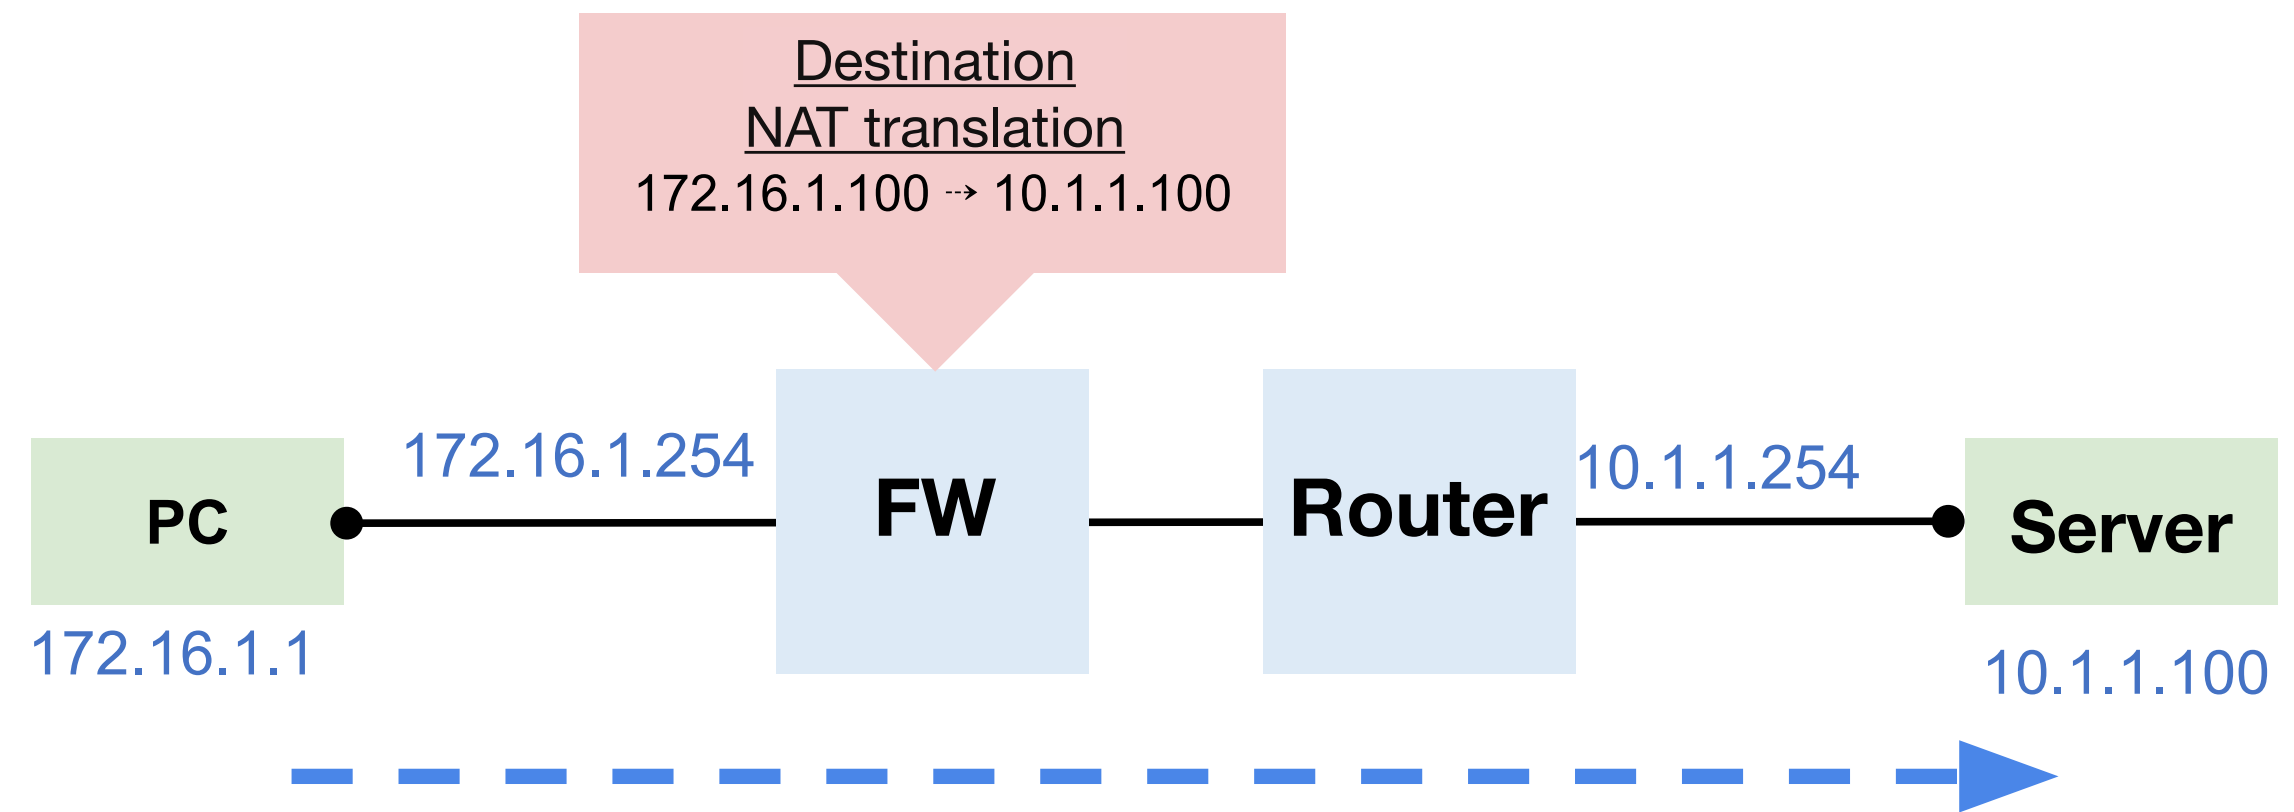 Destination
NAT translation
172.16.1.100 ⇢ 10.1.1.100
172.16.1.254
10.1.1.254
PC
FW
Router
Server
172.16.1.1
10.1.1.100